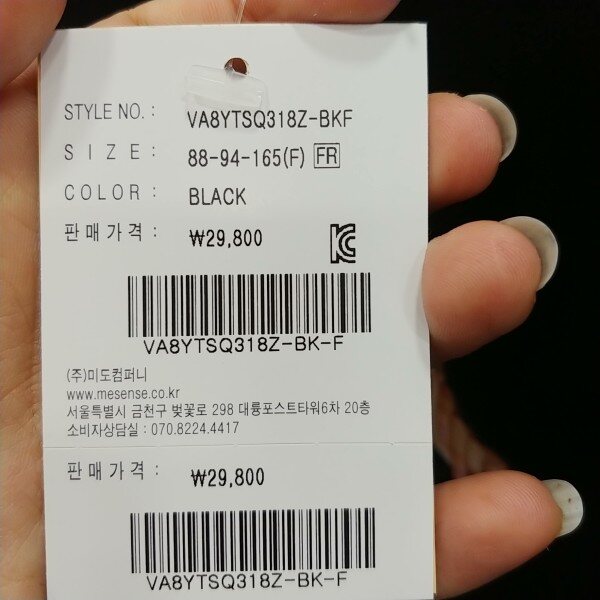 STYLE NO. : VA8YTSQ318Z-BKF
SIZE : 88-94-165(F) FR
COLOR : BLACK
판매가격 : ₩29,800
VA8YTSQ318Z-BK-F
(주)미도컴퍼니
www.mesense.co.kr
서울특별시 금천구 벚꽃로 298 대륭포스트타워6차 20층
소비자상담실 : 070.8224.4417
판매가격 : ₩29,800
VA8YTSQ318Z-BK-F